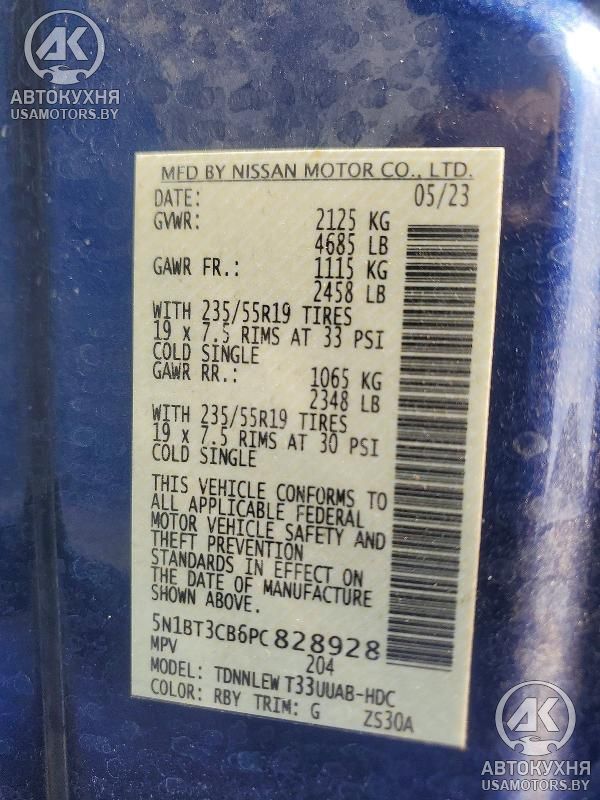 AK
АВТОКУХНЯ
USAMOTORS.BY
MFD BY NISSAN MOTOR CO., LTD.
DATE: 05/23
GVWR: 2125 KG
4685 LB
GAWR FR.: 1115 KG
2458 LB
WITH 235/55R19 TIRES
19 x 7.5 RIMS AT 33 PSI
COLD SINGLE
GAWR RR.: 1065 KG
2348 LB
WITH 235/55R19 TIRES
19 x 7.5 RIMS AT 30 PSI
COLD SINGLE
THIS VEHICLE CONFORMS TO
ALL APPLICABLE FEDERAL
MOTOR VEHICLE SAFETY AND
THEFT PREVENTION
STANDARDS IN EFFECT ON
THE DATE OF MANUFACTURE
SHOWN ABOVE.
5N1BT3CB6PC828928
MPV 204
MODEL: TDNNLEW T33UUAB-HDC
COLOR: RBY TRIM: G ZS30A
AK
АВТОКУХНЯ
USAMOTORS.BY